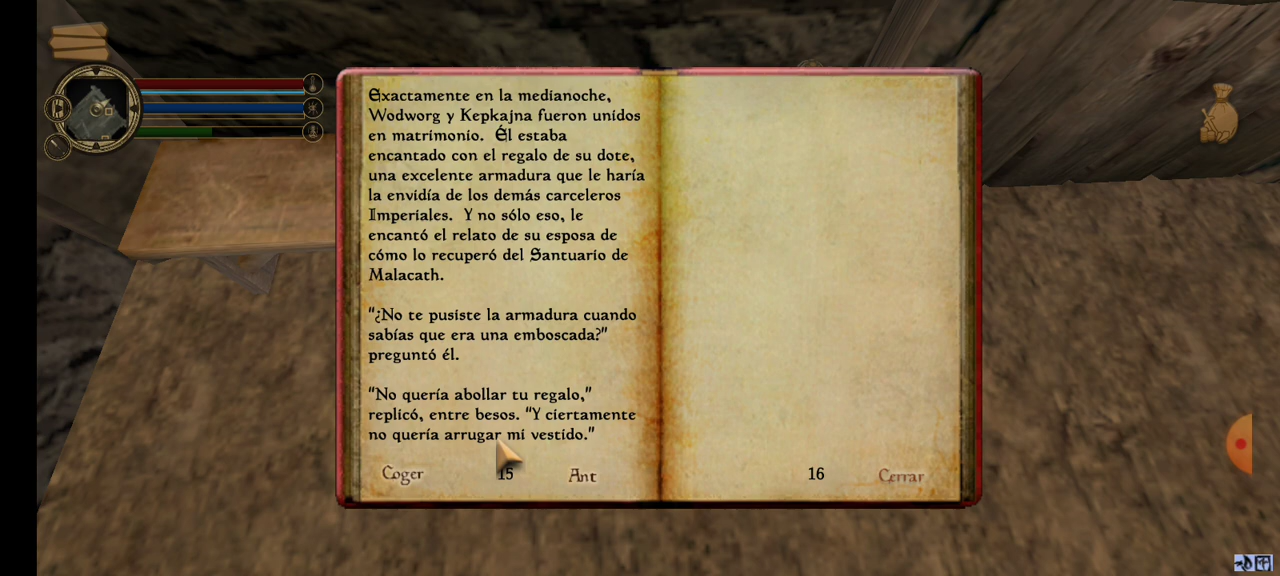 Exactamente en la medianoche,
Wodworg y Kepkajna fueron unidos
en matrimonio. Él estaba
encantado con el regalo de su dote,
una excelente armadura que le haría
la envidía de los demás carceleros
Imperiales. Y no sólo eso, le
encantó el relato de su esposa de
cómo lo recuperó del Santuario de
Malacath.
"¿No te pusiste la armadura cuando
sabías que era una emboscada?"
preguntó él.
"No quería abollar tu regalo,"
replicó, entre besos. "Y ciertamente
no quería arrugar mi vestido."
Coger 15 Ant 16 Cerrar